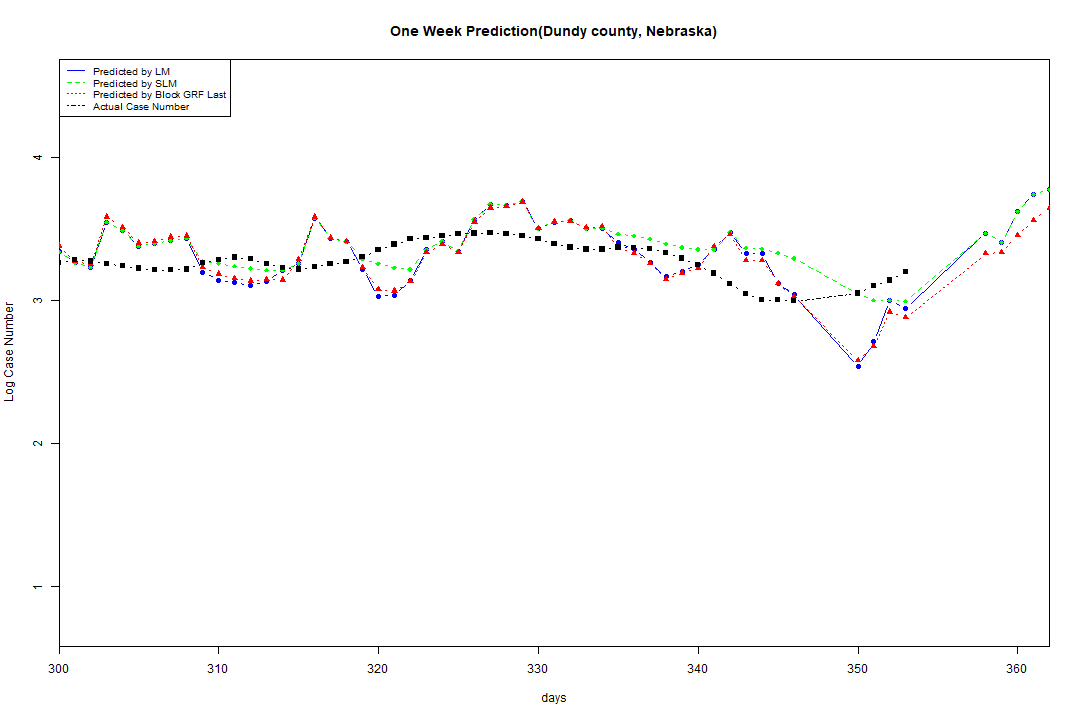 One Week Prediction(Dundy county, Nebraska)
Predicted by LM
Predicted by SLM
Predicted by Block GRF Last
Actual Case Number
4
3
2
1
Log Case Number
300 310 320 330 340 350 360
days